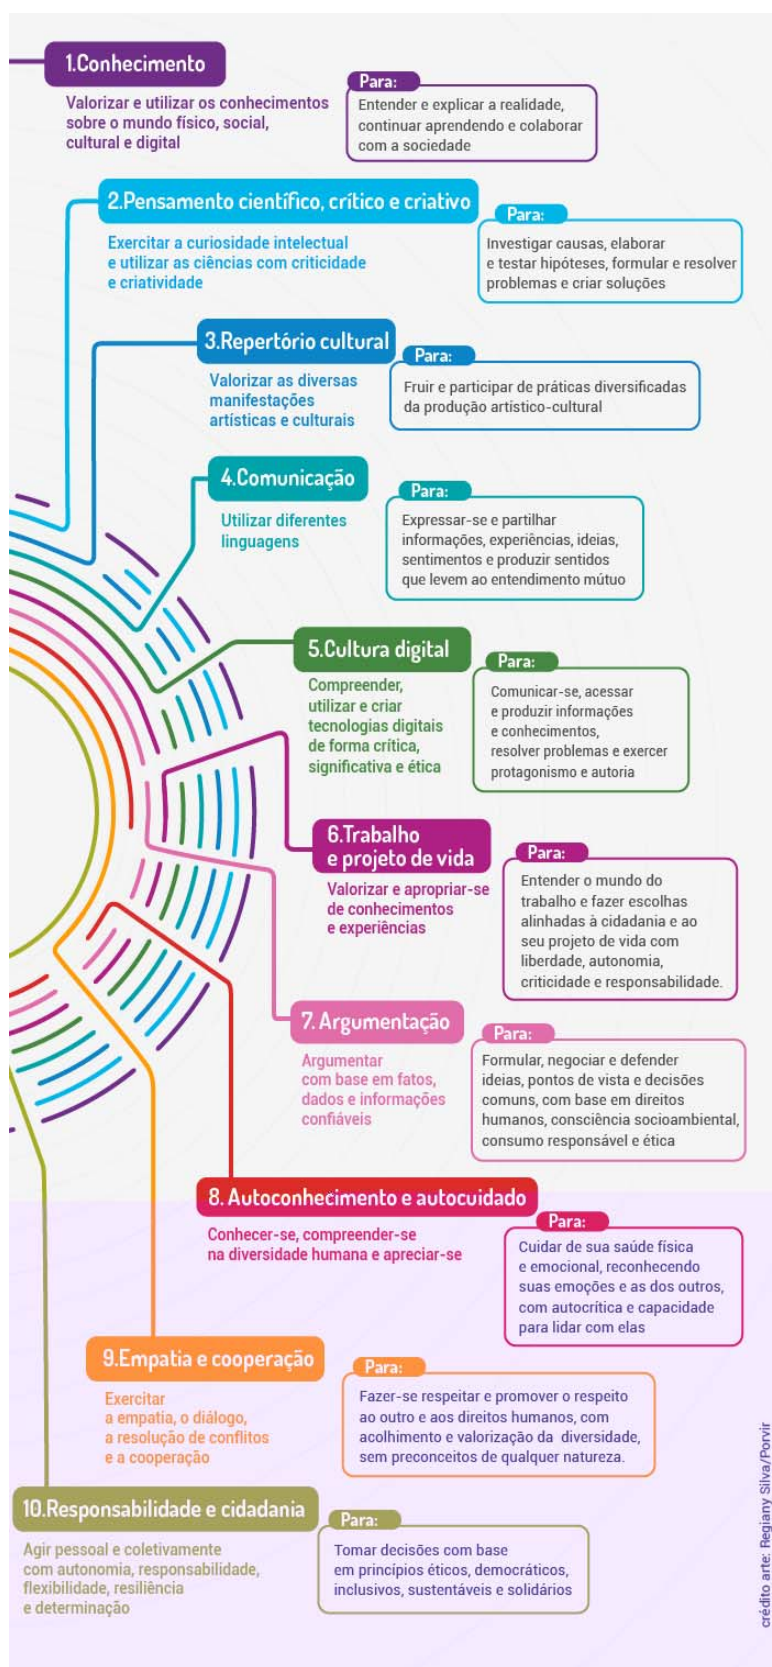 1.Conhecimento
Valorizar e utilizar os conhecimentos
sobre o mundo físico, social,
cultural e digital
Para:
Entender e explicar a realidade,
continuar aprendendo e colaborar
com a sociedade
2.Pensamento científico, crítico e criativo
Exercitar a curiosidade intelectual
e utilizar as ciências com criticidade
e criatividade
Para:
Investigar causas, elaborar
e testar hipóteses, formular e resolver
problemas e criar soluções
3.Repertório cultural
Valorizar as diversas
manifestações
artísticas e culturais
Para:
Fruir e participar de práticas diversificadas
da produção artístico-cultural
4.Comunicação
Utilizar diferentes
linguagens
Para:
Expressar-se e partilhar
informações, experiências, ideias,
sentimentos e produzir sentidos
que levem ao entendimento mútuo
5.Cultura digital
Compreender,
utilizar e criar
tecnologias digitais
de forma crítica,
significativa e ética
Para:
Comunicar-se, acessar
e produzir informações
e conhecimentos,
resolver problemas e exercer
protagonismo e autoria
6.Trabalho
e projeto de vida
Valorizar e apropriar-se
de conhecimentos
e experiências
Para:
Entender o mundo do
trabalho e fazer escolhas
alinhadas à cidadania e ao
seu projeto de vida com
liberdade, autonomia,
criticidade e responsabilidade.
7. Argumentação
Argumentar
com base em fatos,
dados e informações
confiáveis
Para:
Formular, negociar e defender
ideias, pontos de vista e decisões
comuns, com base em direitos
humanos, consciência socioambiental,
consumo responsável e ética
8. Autoconhecimento e autocuidado
Conhecer-se, compreender-se
na diversidade humana e apreciar-se
Para:
Cuidar de sua saúde física
e emocional, reconhecendo
suas emoções e as dos outros,
com autocrítica e capacidade
para lidar com elas
9.Empatia e cooperação
Exercitar
a empatia, o diálogo,
a resolução de conflitos
e a cooperação
Para:
Fazer-se respeitar e promover o respeito
ao outro e aos direitos humanos, com
acolhimento e valorização da diversidade,
sem preconceitos de qualquer natureza.
10.Responsabilidade e cidadania
Agir pessoal e coletivamente
com autonomia, responsabilidade,
flexibilidade, resiliência
e determinação
Para:
Tomar decisões com base
em princípios éticos, democráticos,
inclusivos, sustentáveis e solidários
crédito arte: Regiany Silva/Porvir